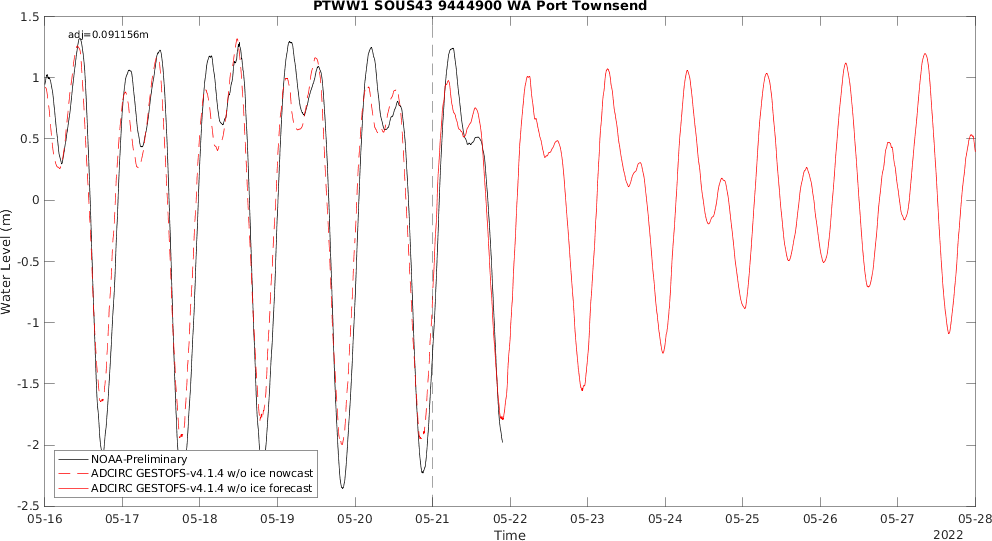 PTWW1 SOUS43 9444900 WA Port Townsend
adj=0.091156m
1.5
1
0.5
0
-0.5
-1
-1.5
-2
-2.5
Water Level (m)
NOAA-Preliminary
ADCIRC GESTOFS-v4.1.4 w/o ice nowcast
ADCIRC GESTOFS-v4.1.4 w/o ice forecast
05-16 05-17 05-18 05-19 05-20 05-21 05-22 05-23 05-24 05-25 05-26 05-27 05-28
Time
2022